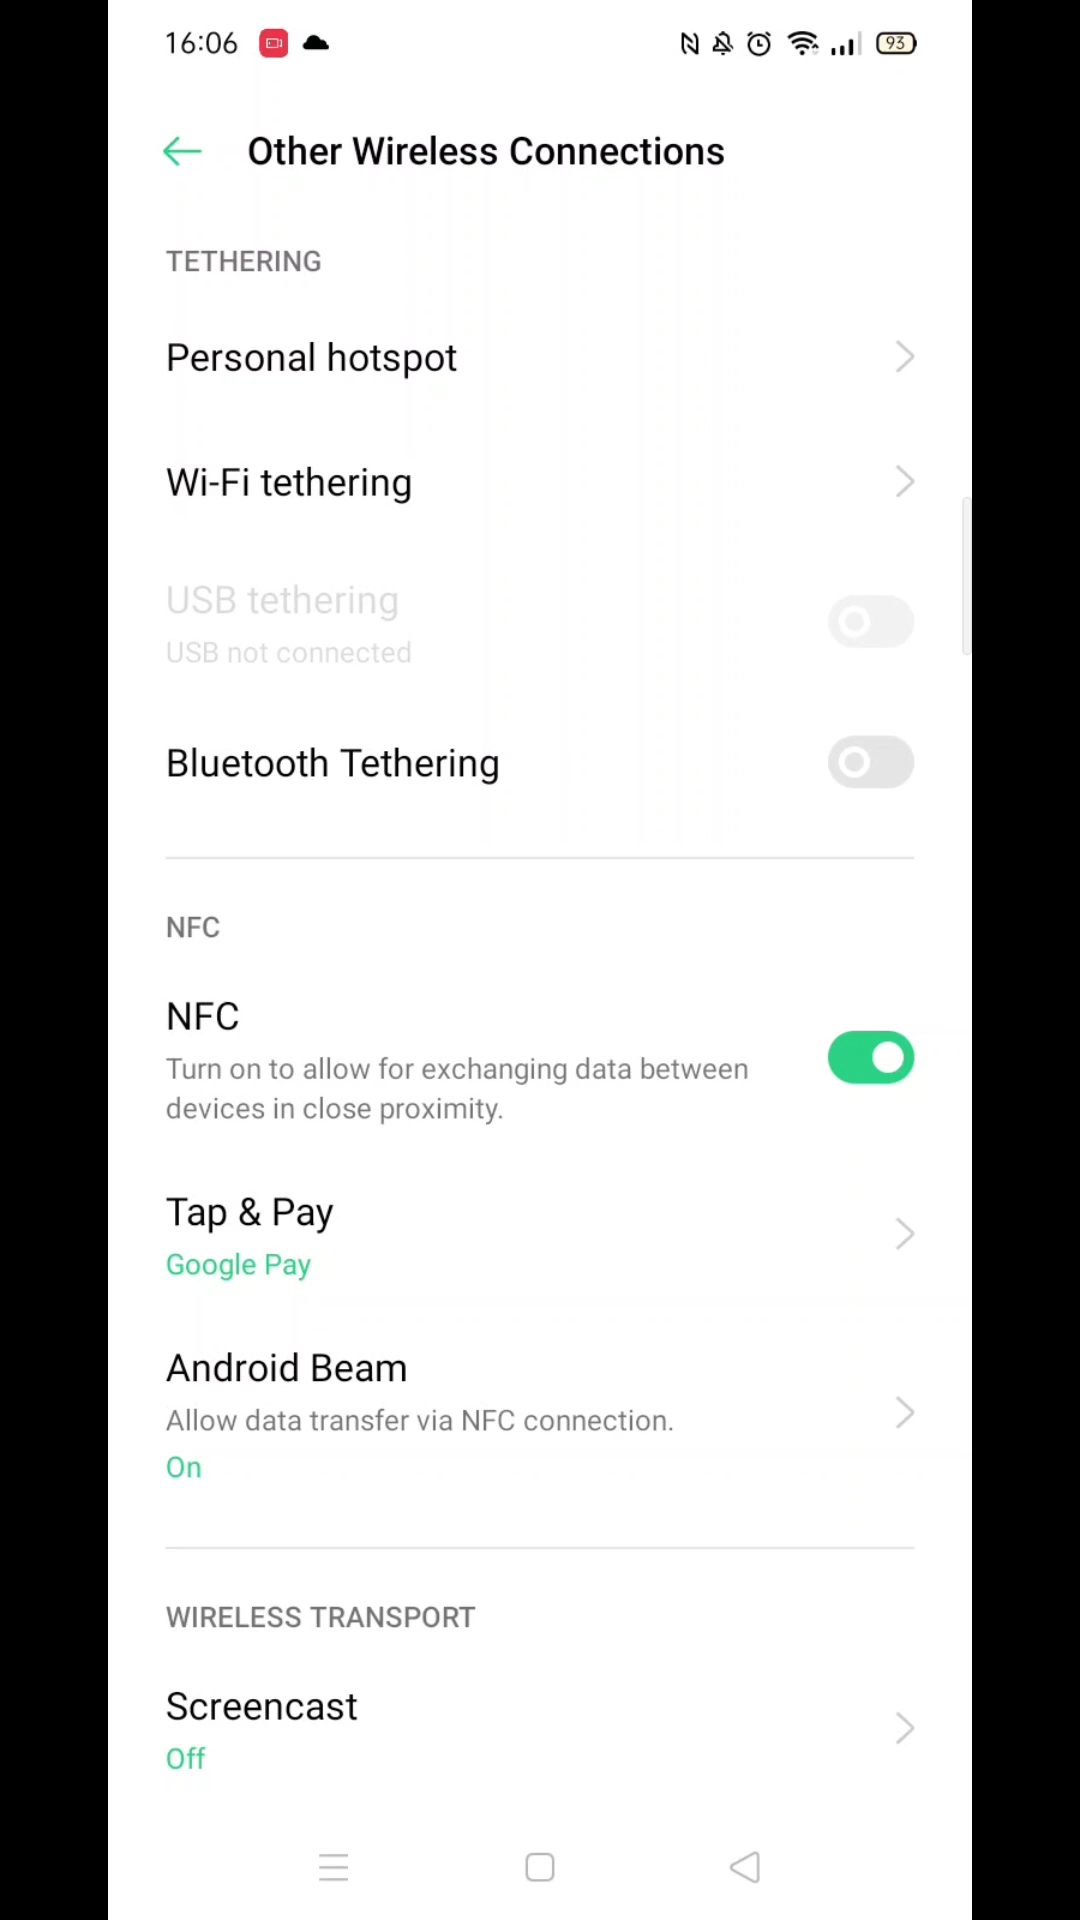 16:06
93
Other Wireless Connections
TETHERING
Personal hotspot
Wi-Fi tethering
USB tethering
USB not connected
Bluetooth Tethering
NFC
NFC
Turn on to allow for exchanging data between
devices in close proximity.
Tap & Pay
Google Pay
Android Beam
Allow data transfer via NFC connection.
On
WIRELESS TRANSPORT
Screencast
Off